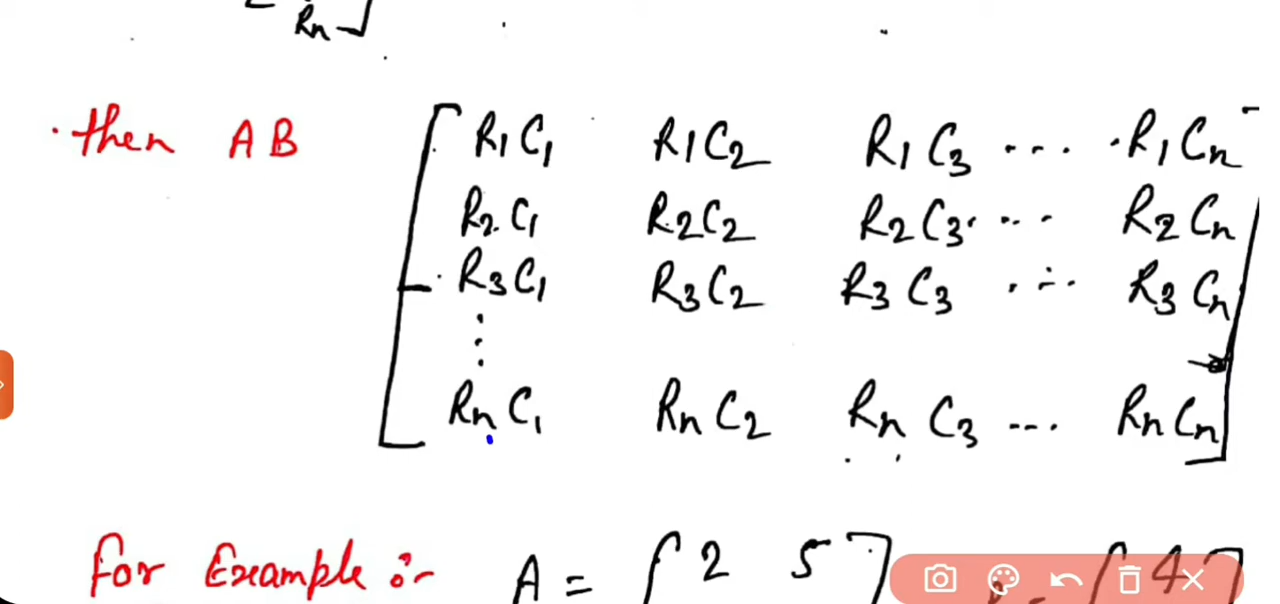 Rn
then AB
R1C1 R1C2 R1C3 ... R1Cn
R2C1 R2C2 R2C3 ... R2Cn
R3C1 R3C2 R3C3 ... R3Cn
⋮
RnC1 RnC2 RnC3 ... RnCn
for Example :- A = [2 5] = [4